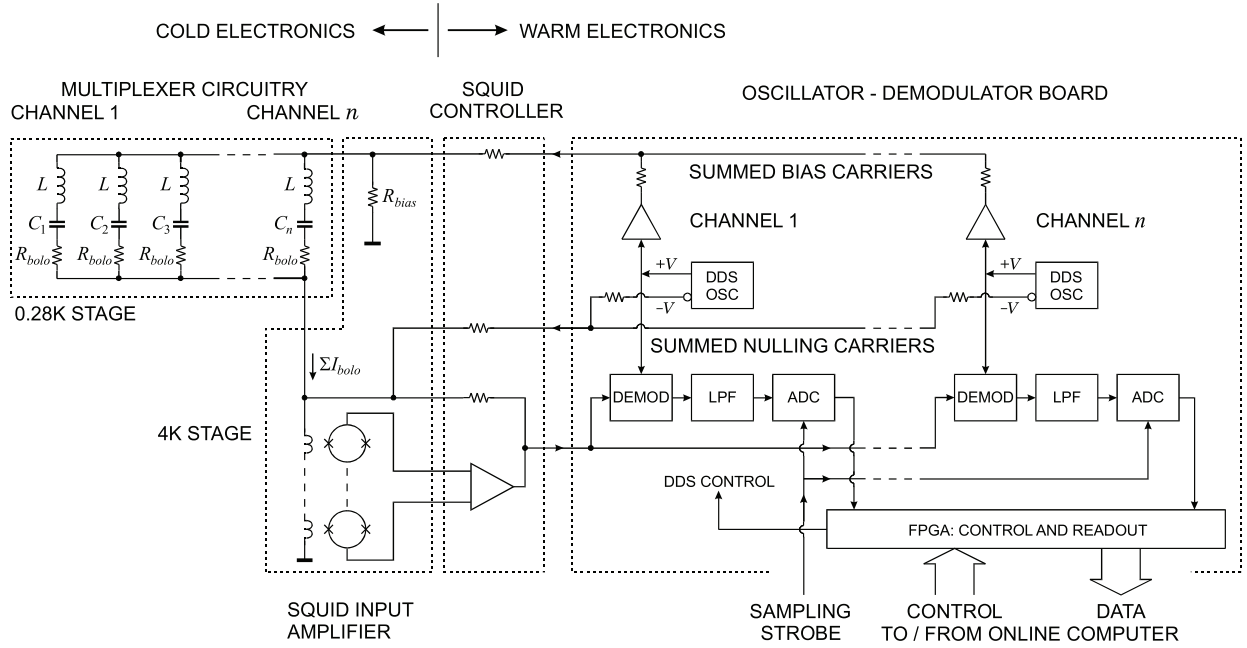 COLD ELECTRONICS
WARM ELECTRONICS
MULTIPLEXER CIRCUITRY
CHANNEL 1
CHANNEL n
SQUID
CONTROLLER
OSCILLATOR - DEMODULATOR BOARD
L
L
L
L
C1
C2
C3
Cn
Rbolo
Rbolo
Rbolo
Rbolo
Rbias
0.28K STAGE
SUMMED BIAS CARRIERS
CHANNEL 1
CHANNEL n
+V
DDS
OSC
–V
+V
DDS
OSC
–V
SUMMED NULLING CARRIERS
ΣIbolo
DEMOD
LPF
ADC
DEMOD
LPF
ADC
4K STAGE
DDS CONTROL
FPGA: CONTROL AND READOUT
SQUID INPUT
AMPLIFIER
SAMPLING
STROBE
CONTROL
DATA
TO / FROM ONLINE COMPUTER